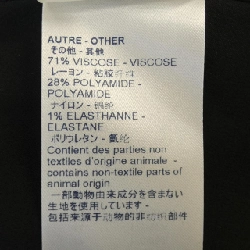 AUTRE - OTHER
その他 - 其他
71% VISCOSE - VISCOSE
レーヨン - 粘胶纤维
28% POLYAMIDE -
POLYAMIDE
ナイロン - 锦纶
1% ELASTHANNE -
ELASTANE
ポリウレタン - 氨纶
Contient des parties non
textiles d'origine animale -
contains non-textile parts of
animal origin
一部動物由来成分を含まない
生地を使用しています -
包括来源于动物的非纺织部件